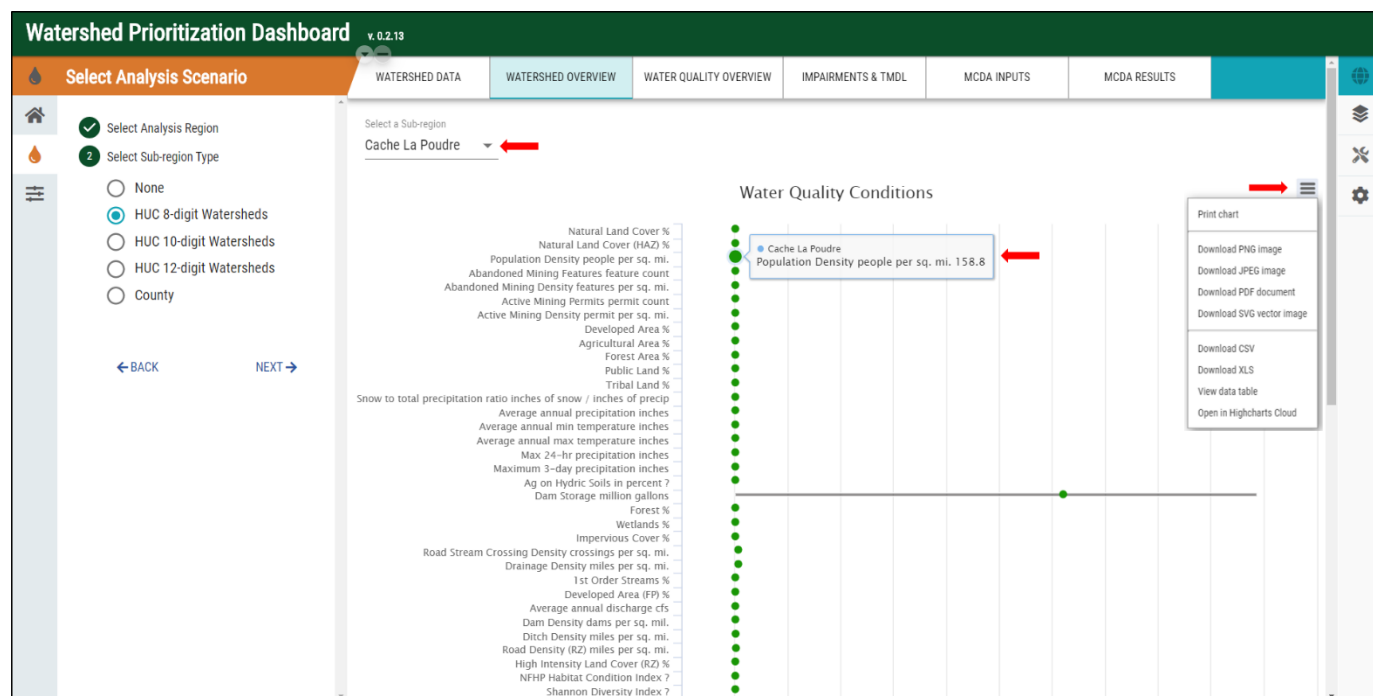 Watershed Prioritization Dashboard v. 0.2.13
Select Analysis Scenario
WATERSHED DATA
WATERSHED OVERVIEW
WATER QUALITY OVERVIEW
IMPAIRMENTS & TMDL
MCDA INPUTS
MCDA RESULTS
Select Analysis Region
2 Select Sub-region Type
None
HUC 8-digit Watersheds
HUC 10-digit Watersheds
HUC 12-digit Watersheds
County
BACK
NEXT
Select a Sub-region
Cache La Poudre
Water Quality Conditions
Natural Land Cover %
Natural Land Cover (HAZ) %
Population Density people per sq. mi.
Abandoned Mining Features feature count
Abandoned Mining Density features per sq. mi.
Active Mining Permits permit count
Active Mining Density permit per sq. mi.
Developed Area %
Agricultural Area %
Forest Area %
Public Land %
Tribal Land %
Snow to total precipitation ratio inches of snow / inches of precip
Average annual precipitation inches
Average annual min temperature inches
Average annual max temperature inches
Max 24-hr precipitation inches
Maximum 3-day precipitation inches
Ag on Hydric Soils in percent ?
Dam Storage million gallons
Forest %
Wetlands %
Impervious Cover %
Road Stream Crossing Density crossings per sq. mi.
Drainage Density miles per sq. mi.
1st Order Streams %
Developed Area (FP) %
Average annual discharge cfs
Dam Density dams per sq. mil.
Ditch Density miles per sq. mi.
Road Density (RZ) miles per sq. mi.
High Intensity Land Cover (RZ) %
NFHP Habitat Condition Index ?
Shannon Diversity Index ?
Cache La Poudre
Population Density people per sq. mi. 158.8
Print chart
Download PNG image
Download JPEG image
Download PDF document
Download SVG vector image
Download CSV
Download XLS
View data table
Open in Highcharts Cloud